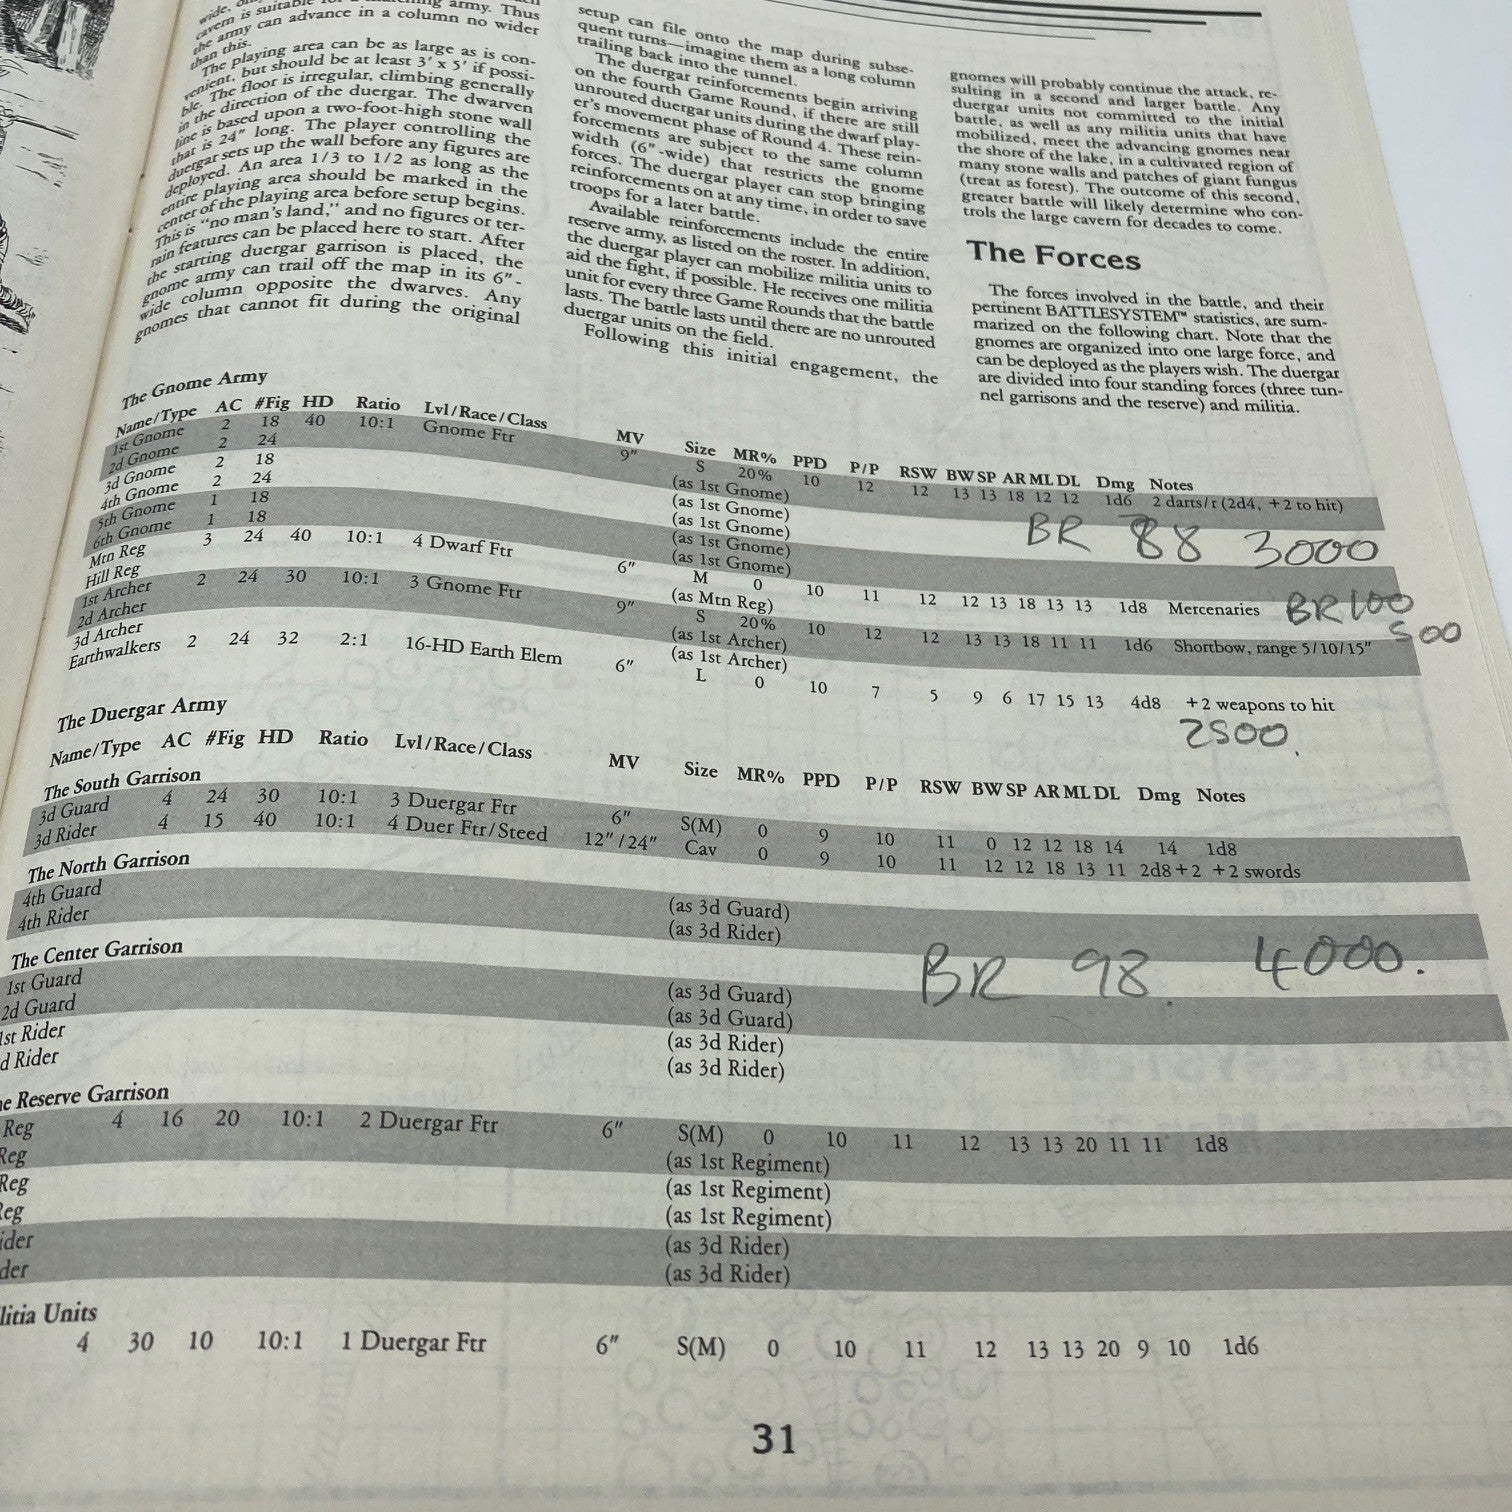 wide,
cavern is suitable for a marching army. Thus
the army can advance in a column no wider
than this.
The playing area can be as large as is con-
venient, but should be at least 3' x 5' if possi-
ble. The floor is irregular, climbing generally
in the direction of the duergar. The dwarven
line is based upon a two-foot-high stone wall
that is 24" long. The player controlling the
duergar sets up the wall before any figures are
deployed. An area 1/3 to 1/2 as long as the
entire playing area should be marked in the
center of the playing area before setup begins.
This is "no man's land," and no figures or ter-
rain features can be placed here to start. After
the starting duergar garrison is placed, the
gnome army can trail off the map in its 6"-
wide column opposite the dwarves. Any
gnomes that cannot fit during the original
setup can file onto the map during subse-
quent turns—imagine them as a long column
trailing back into the tunnel.
The duergar reinforcements begin arriving
on the fourth Game Round, if there are still
unrouted duergar units during the dwarf play-
er's movement phase of Round 4. These rein-
forcements are subject to the same column
width (6"-wide) that restricts the gnome
forces. The duergar player can stop bringing
reinforcements on at any time, in order to save
troops for a later battle.
Available reinforcements include the entire
reserve army, as listed on the roster. In addition,
the duergar player can mobilize militia units to
aid the fight, if possible. He receives one militia
unit for every three Game Rounds that the battle
lasts. The battle lasts until there are no unrouted
duergar units on the field.
Following this initial engagement, the
gnomes will probably continue the attack, re-
sulting in a second and larger battle. Any
duergar units not committed to the initial
battle, as well as any militia units that have
mobilized, meet the advancing gnomes near
the shore of the lake, in a cultivated region of
many stone walls and patches of giant fungus
(treat as forest). The outcome of this second,
greater battle will likely determine who con-
trols the large cavern for decades to come.
The Forces
The forces involved in the battle, and their
pertinent BATTLESYSTEM™ statistics, are sum-
marized on the following chart. Note that the
gnomes are organized into one large force, and
can be deployed as the players wish. The duergar
are divided into four standing forces (three tun-
nel garrisons and the reserve) and militia.
The Gnome Army
Name/Type AC #Fig HD Ratio Lvl/Race/Class MV Size MR% PPD P/P RSW BW SP AR ML DL Dmg Notes
1st Gnome 2 18 40 10:1 Gnome Ftr 9" S 20% 10 12 12 13 13 18 12 12 1d6 2 darts/r (2d4, +2 to hit)
2d Gnome 2 24 (as 1st Gnome)
3d Gnome 2 18 (as 1st Gnome)
4th Gnome 2 24 (as 1st Gnome)
5th Gnome 1 18 (as 1st Gnome)
6th Gnome 1 18 (as 1st Gnome)
BR 88 3000
Mtn Reg 3 24 40 10:1 4 Dwarf Ftr 6" M 0 10 11 12 12 13 18 13 13 1d8 Mercenaries BR 100
Hill Reg (as Mtn Reg)
1st Archer 2 24 30 10:1 3 Gnome Ftr 9" S 20% 10 12 12 13 13 18 11 11 1d6 Shortbow, range 5/10/15" 500
2d Archer (as 1st Archer)
3d Archer (as 1st Archer)
Earthwalkers 2 24 32 2:1 16-HD Earth Elem 6" L 0 10 7 5 9 6 17 15 13 4d8 +2 weapons to hit
2500.
The Duergar Army
Name/Type AC #Fig HD Ratio Lvl/Race/Class MV Size MR% PPD P/P RSW BW SP AR ML DL Dmg Notes
The South Garrison
3d Guard 4 24 30 10:1 3 Duergar Ftr 6" S(M) 0 9 10 11 0 12 12 18 14 14 1d8
3d Rider 4 15 40 10:1 4 Duer Ftr/Steed 12"/24" Cav 0 9 10 11 12 12 18 13 11 2d8+2 +2 swords
The North Garrison
4th Guard (as 3d Guard)
4th Rider (as 3d Rider)
The Center Garrison
BR 98. 4000.
1st Guard (as 3d Guard)
2d Guard (as 3d Guard)
1st Rider (as 3d Rider)
d Rider (as 3d Rider)
e Reserve Garrison
Reg 4 16 20 10:1 2 Duergar Ftr 6" S(M) 0 10 11 12 13 13 20 11 11 1d8
Reg (as 1st Regiment)
Reg (as 1st Regiment)
Reg (as 1st Regiment)
ider (as 3d Rider)
der (as 3d Rider)
litia Units
4 30 10 10:1 1 Duergar Ftr 6" S(M) 0 10 11 12 13 13 20 9 10 1d6
31